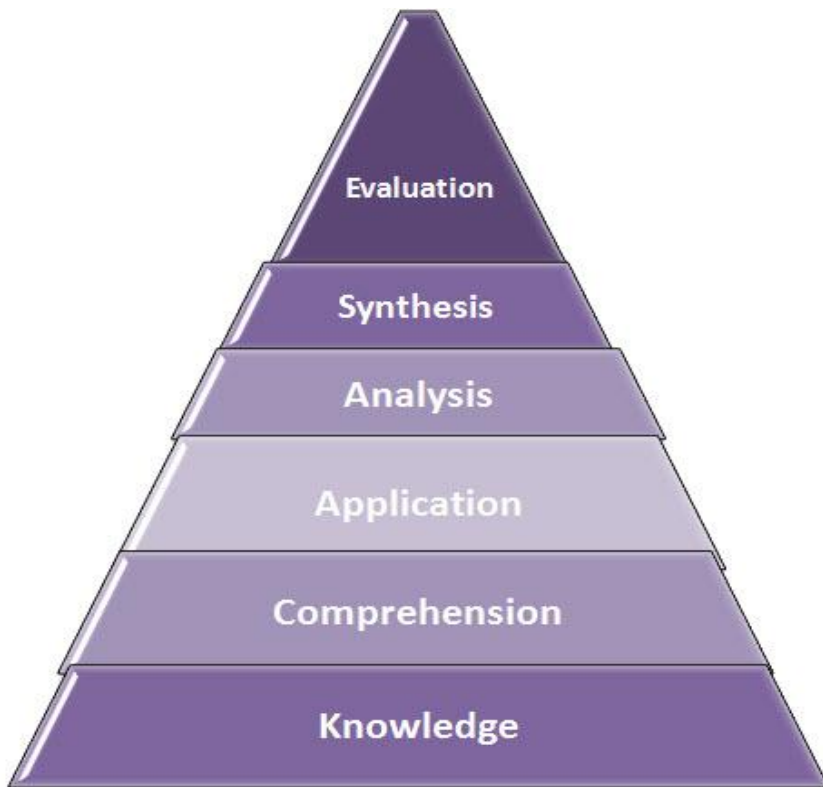 Evaluation
Synthesis
Analysis
Application
Comprehension
Knowledge